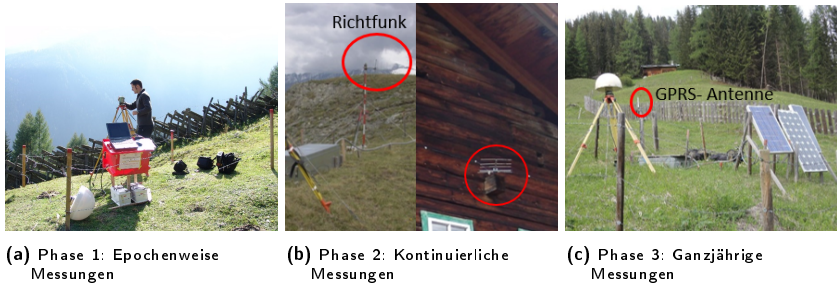 Richtfunk
GPRS- Antenne
(a) Phase 1: Epochenweise
Messungen
(b) Phase 2: Kontinuierliche
Messungen
(c) Phase 3: Ganzjährige
Messungen